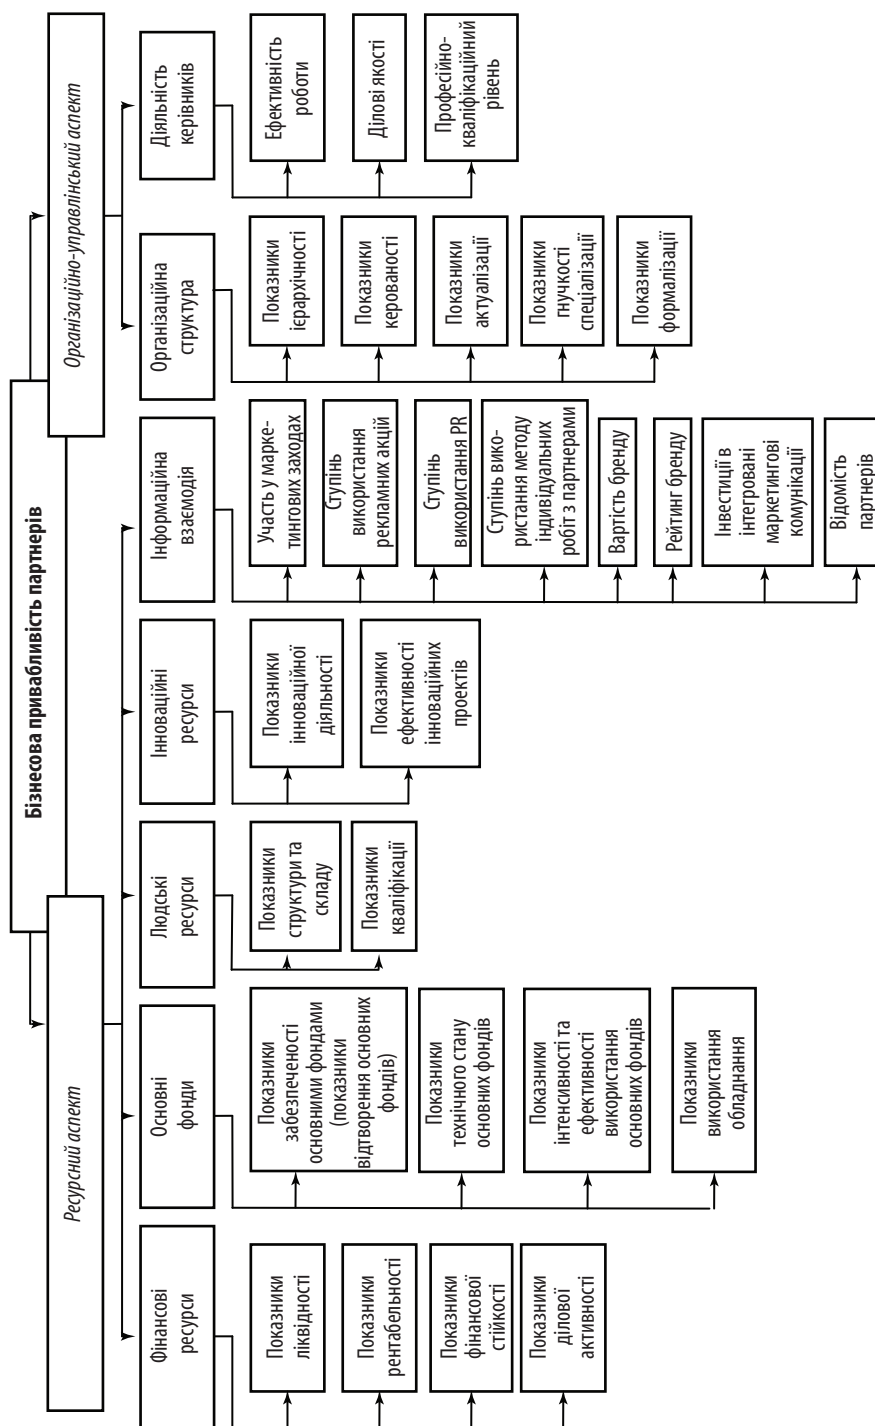 Бізнесова привабливість партнерів
Ресурсний аспект
Організаційно-управлінський аспект
Фінансові
ресурси
Показники
ліквідності
Показники
рентабельності
Показники
фінансової
стійкості
Показники
ділової
активності
Основні
фонди
Показники
забезпеченості
основними фондами
(показники
відтворення основних
фондів)
Показники
технічного стану
основних фондів
Показники
інтенсивності та
ефективності
використання
основних фондів
Показники
використання
обладнання
Людські
ресурси
Показники
структури та
складу
Показники
кваліфікації
Інноваційні
ресурси
Показники
інноваційної
діяльності
Показники
ефективності
інноваційних
проектів
Інформаційна
взаємодія
Участь у марке-
тингових заходах
Ступінь
використання
рекламних акцій
Ступінь
використання PR
Ступінь вико-
ристання методу
індивідуальних
робіт з партнерами
Вартість бренду
Рейтинг бренду
Інвестиції в
інтегровані
маркетингові
комунікації
Відомість
партнерів
Організаційна
структура
Показники
ієрархічності
Показники
керованості
Показники
актуалізації
Показники
гнучкості
спеціалізації
Показники
формалізації
Діяльність
керівників
Ефективність
роботи
Ділові якості
Професійно-
кваліфікаційний
рівень